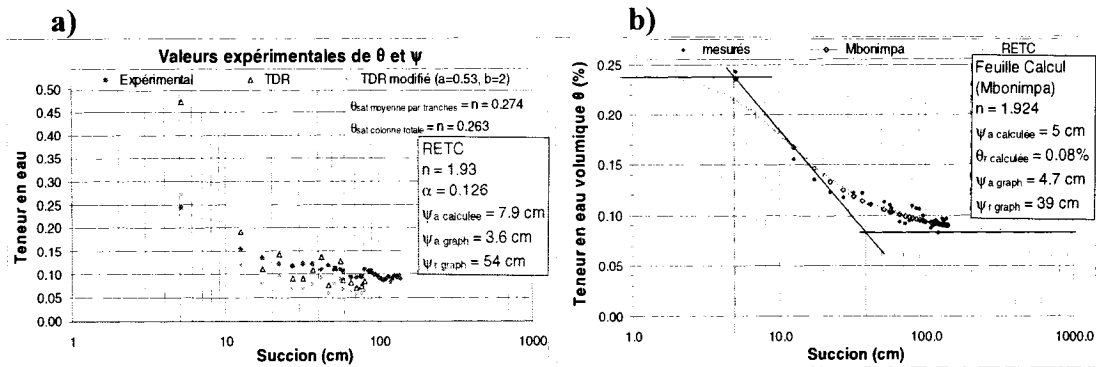 a)
Valeurs expérimentales de θ et ψ
Expérimental
TDR
TDR modifié (a=0.53, b=2)
θsat moyenne par tranches = n = 0.274
θsat colonne totale = n = 0.263
RETC
n = 1.93
α = 0.126
ψa calculée = 7.9 cm
ψa graph = 3.6 cm
ψr graph = 54 cm
Teneur en eau
0.50
0.45
0.40
0.35
0.30
0.25
0.20
0.15
0.10
0.05
0.00
1
10
100
1000
Succion (cm)
b)
mesurés
Mbonimpa
RETC
Feuille Calcul
(Mbonimpa)
n = 1.924
ψa calculée = 5 cm
θr calculée = 0.08%
ψa graph = 4.7 cm
ψr graph = 39 cm
Teneur en eau volumique θ (%)
0.25
0.20
0.15
0.10
0.05
0.00
1.0
10.0
100.0
1000.0
Succion (cm)